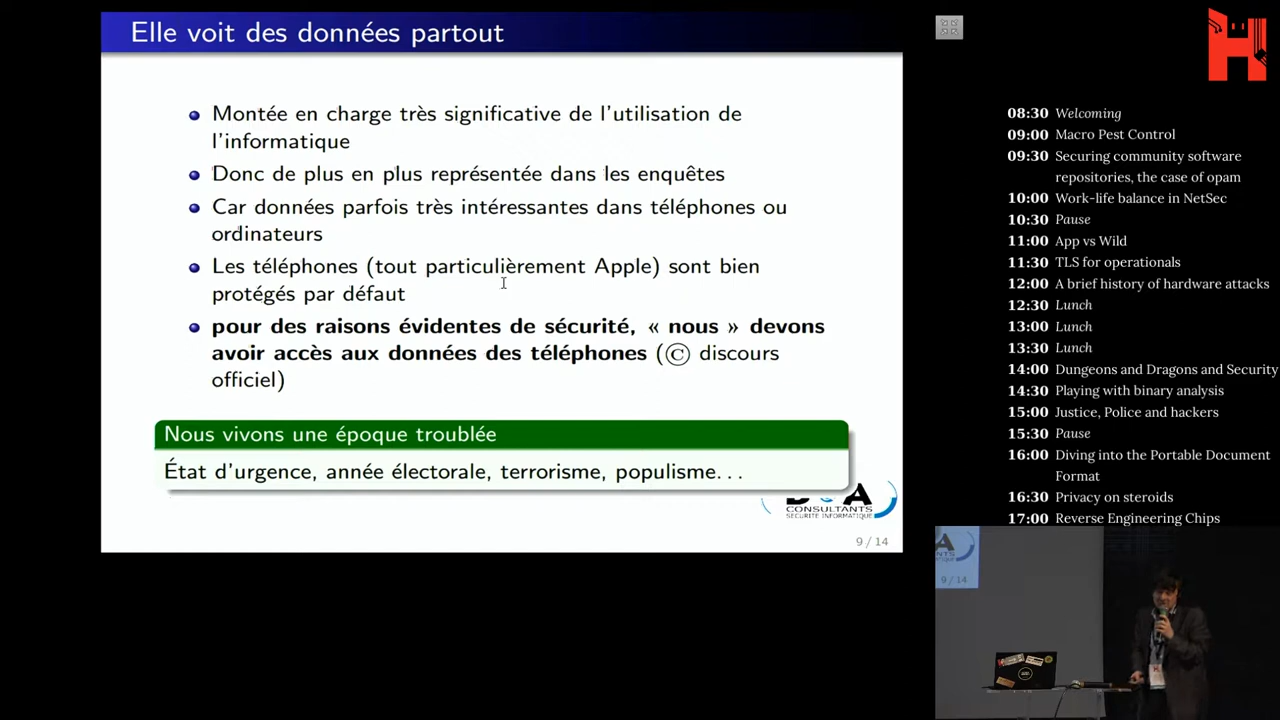 Elle voit des données partout
Montée en charge très significative de l'utilisation de
l'informatique
Donc de plus en plus représentée dans les enquêtes
Car données parfois très intéressantes dans téléphones ou
ordinateurs
Les téléphones (tout particulièrement Apple) sont bien
protégés par défaut
pour des raisons évidentes de sécurité, « nous » devons
avoir accès aux données des téléphones (© discours
officiel)
Nous vivons une époque troublée
État d'urgence, année électorale, terrorisme, populisme...
CONSULTANTS
SÉCURITÉ INFORMATIQUE
9 / 14
08:30 Welcoming
09:00 Macro Pest Control
09:30 Securing community software
repositories, the case of opam
10:00 Work-life balance in NetSec
10:30 Pause
11:00 App vs Wild
11:30 TLS for operationals
12:00 A brief history of hardware attacks
12:30 Lunch
13:00 Lunch
13:30 Lunch
14:00 Dungeons and Dragons and Security
14:30 Playing with binary analysis
15:00 Justice, Police and hackers
15:30 Pause
16:00 Diving into the Portable Document
Format
16:30 Privacy on steroids
17:00 Reverse Engineering Chips
9 / 14